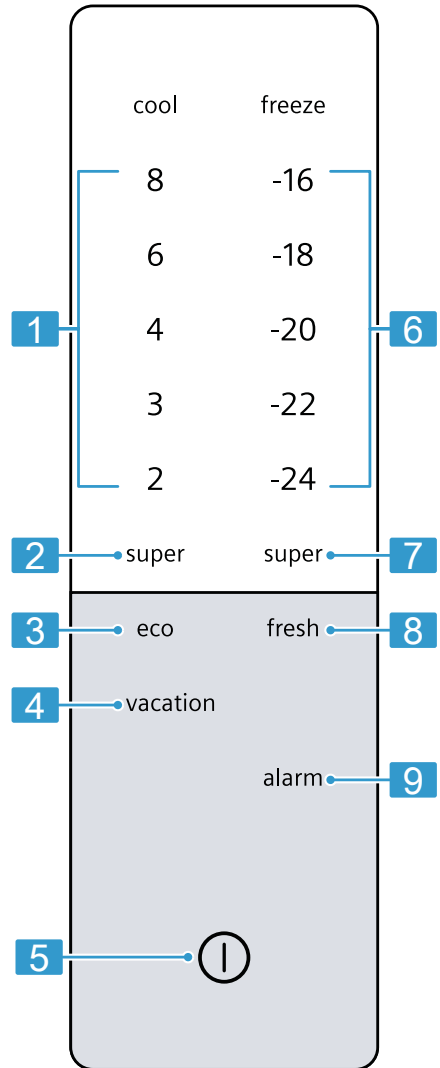 cool freeze
8 -16
6 -18
1 4 -20 6
3 -22
2 -24
2 super super 7
3 eco fresh 8
4 vacation
alarm 9
5